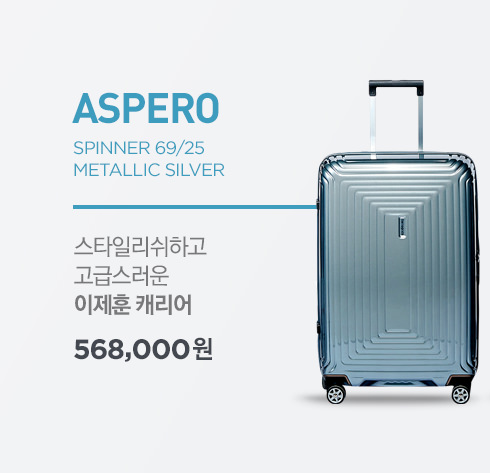 ASPERO
SPINNER 69/25
METALLIC SILVER
스타일리쉬하고
고급스러운
이제훈 캐리어
568,000원